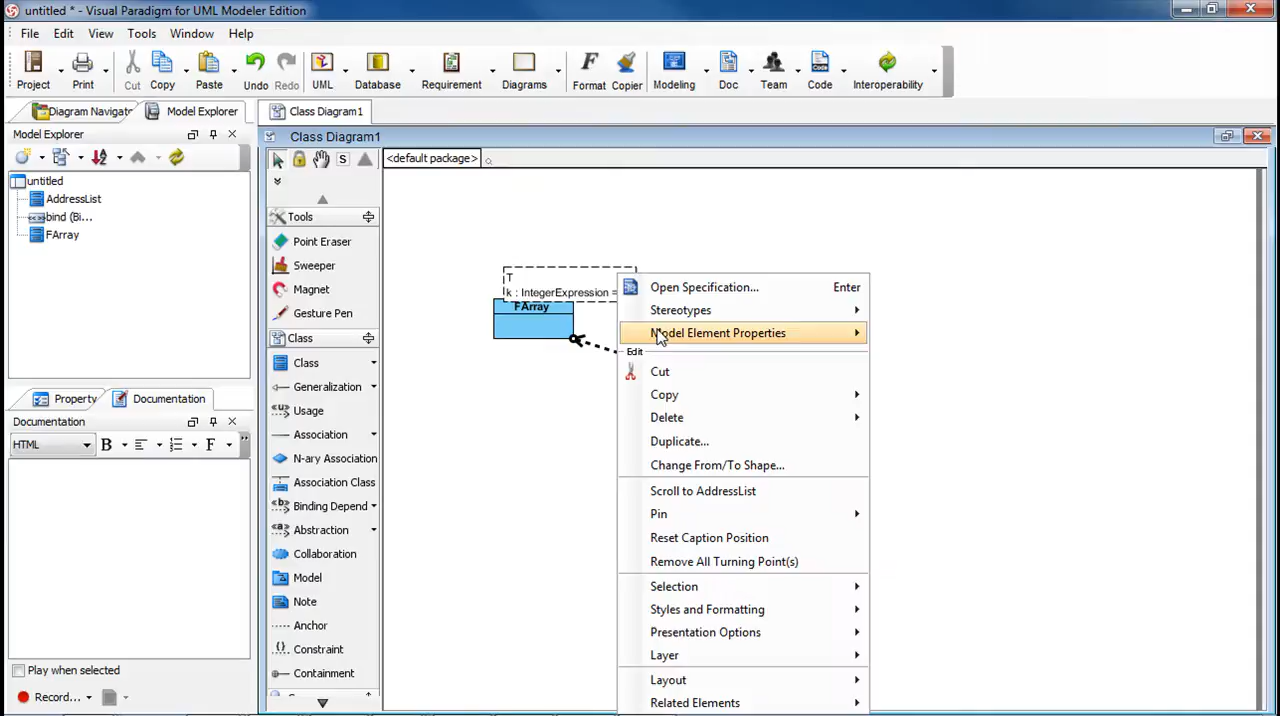 untitled * - Visual Paradigm for UML Modeler Edition
File Edit View Tools Window Help
Project Print Cut Copy Paste Undo Redo UML Database Requirement Diagrams Format Copier Modeling Doc Team Code Interoperability
Diagram Navigato Model Explorer Class Diagram1
Model Explorer
Class Diagram1
S
<default package>
untitled
AddressList
bind (Bi...
FArray
Tools
Point Eraser
Sweeper
Magnet
Gesture Pen
Class
Class
Generalization
Usage
Association
N-ary Association
Association Class
Binding Depend
Abstraction
Collaboration
Model
Note
Anchor
Constraint
Containment
T
k : IntegerExpression =
FArray
Open Specification... Enter
Stereotypes
Model Element Properties
Edit
Cut
Copy
Delete
Duplicate...
Change From/To Shape...
Scroll to AddressList
Pin
Reset Caption Position
Remove All Turning Point(s)
Selection
Styles and Formatting
Presentation Options
Layer
Layout
Related Elements
Property Documentation
Documentation
HTML B F
Play when selected
Record...